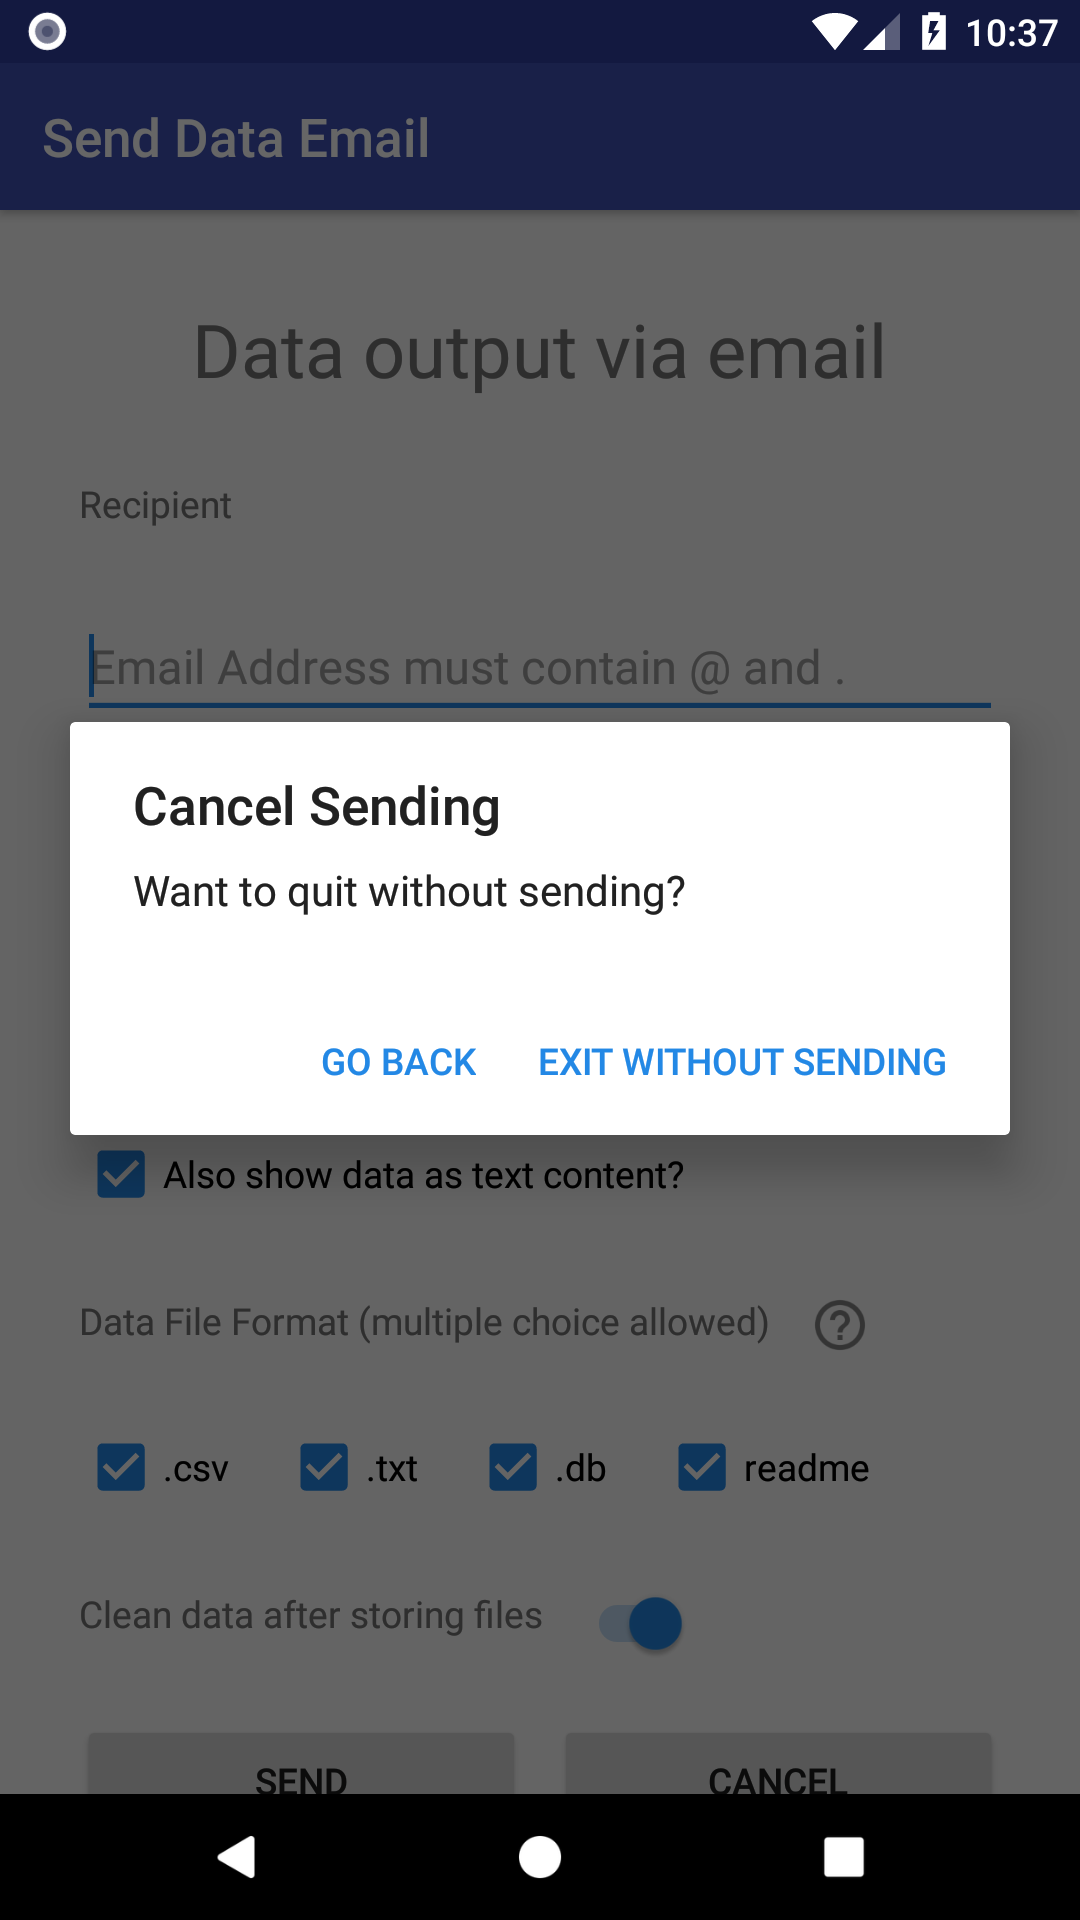 10:37
Send Data Email
Data output via email
Recipient
Email Address must contain @ and .
Cancel Sending
Want to quit without sending?
GO BACK EXIT WITHOUT SENDING
Also show data as text content?
Data File Format (multiple choice allowed) ?
.csv .txt .db readme
Clean data after storing files
SEND CANCEL